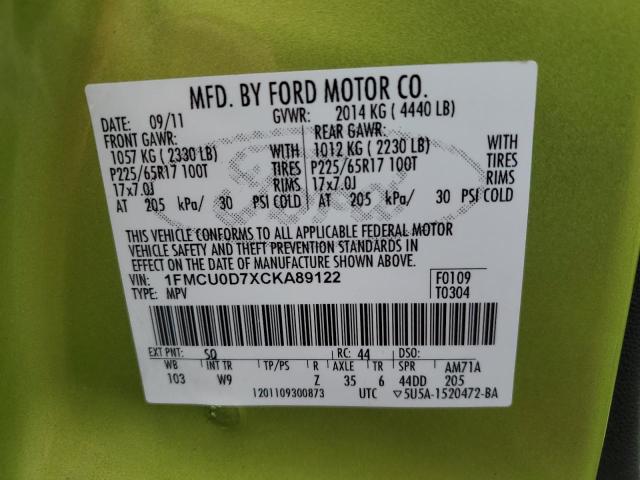 MFD. BY FORD MOTOR CO.
DATE: 09/11 GVWR: 2014 KG ( 4440 LB)
FRONT GAWR: REAR GAWR:
1057 KG ( 2330 LB) WITH 1012 KG ( 2230 LB) WITH
P225/65R17 100T TIRES P225/65R17 100T TIRES
17x7.0J RIMS 17x7.0J RIMS
AT 205 kPa/ 30 PSI COLD AT 205 kPa/ 30 PSI COLD
THIS VEHICLE CONFORMS TO ALL APPLICABLE FEDERAL MOTOR
VEHICLE SAFETY AND THEFT PREVENTION STANDARDS IN
EFFECT ON THE DATE OF MANUFACTURE SHOWN ABOVE.
VIN: 1FMCU0D7XCKA89122 F0109
TYPE: MPV T0304
EXT PNT: SQ RC: 44 DSO:
WB INT TR TP/PS R AXLE TR SPR AM71A
103 W9 Z 35 6 44DD 205
1201109300873 UTC ▽5U5A-1520472-BA
Ford